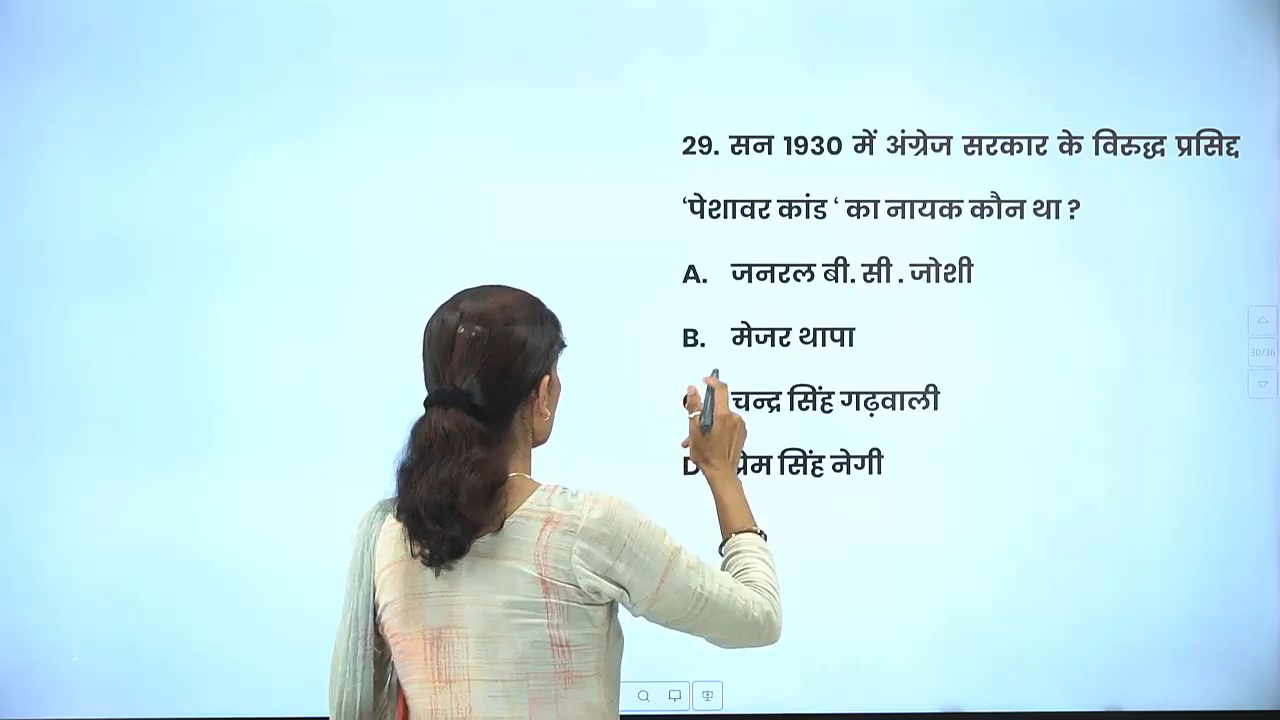 29. सन 1930 में अंग्रेज सरकार के विरुद्ध प्रसिद्द
‘पेशावर कांड ‘ का नायक कौन था ?
A. जनरल बी. सी . जोशी
B. मेजर थापा
चन्द्र सिंह गढ़वाली
D प्रेम सिंह नेगी
30/36